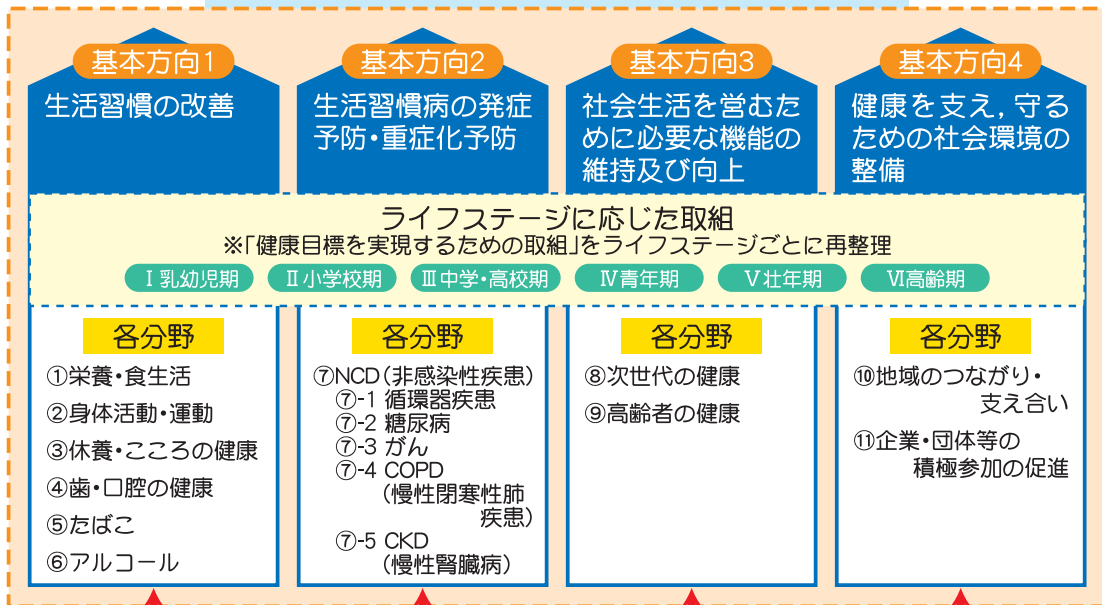 基本方向1
生活習慣の改善
基本方向2
生活習慣病の発症
予防・重症化予防
基本方向3
社会生活を営むた
めに必要な機能の
維持及び向上
基本方向4
健康を支え，守る
ための社会環境の
整備
ライフステージに応じた取組
※「健康目標を実現するための取組」をライフステージごとに再整理
Ⅰ乳幼児期
Ⅱ小学校期
Ⅲ中学・高校期
Ⅳ青年期
Ⅴ壮年期
Ⅵ高齢期
各分野
①栄養・食生活
②身体活動・運動
③休養・こころの健康
④歯・口腔の健康
⑤たばこ
⑥アルコール
各分野
⑦NCD（非感染性疾患）
⑦-1 循環器疾患
⑦-2 糖尿病
⑦-3 がん
⑦-4 COPD
（慢性閉塞性肺
疾患）
⑦-5 CKD
（慢性腎臓病）
各分野
⑧次世代の健康
⑨高齢者の健康
各分野
⑩地域のつながり・
支え合い
⑪企業・団体等の
積極参加の促進